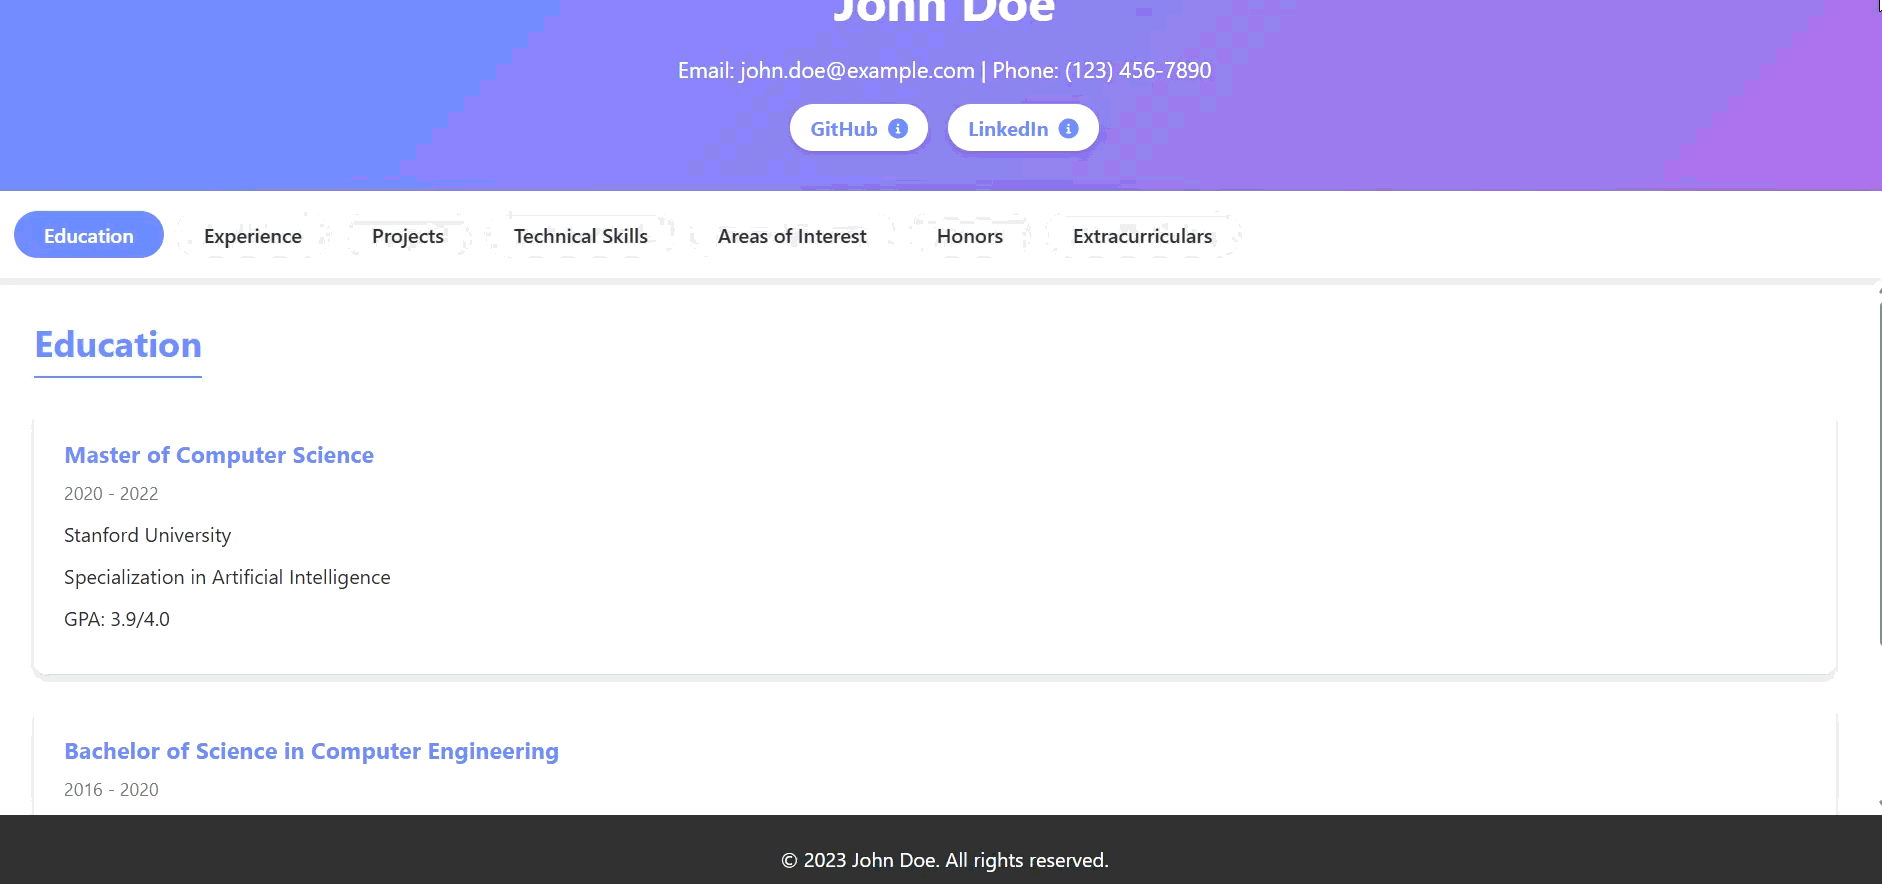 John Doe
Email: john.doe@example.com | Phone: (123) 456-7890
GitHub LinkedIn
Education Experience Projects Technical Skills Areas of Interest Honors Extracurriculars
Education
Master of Computer Science
2020 - 2022
Stanford University
Specialization in Artificial Intelligence
GPA: 3.9/4.0
Bachelor of Science in Computer Engineering
2016 - 2020
© 2023 John Doe. All rights reserved.